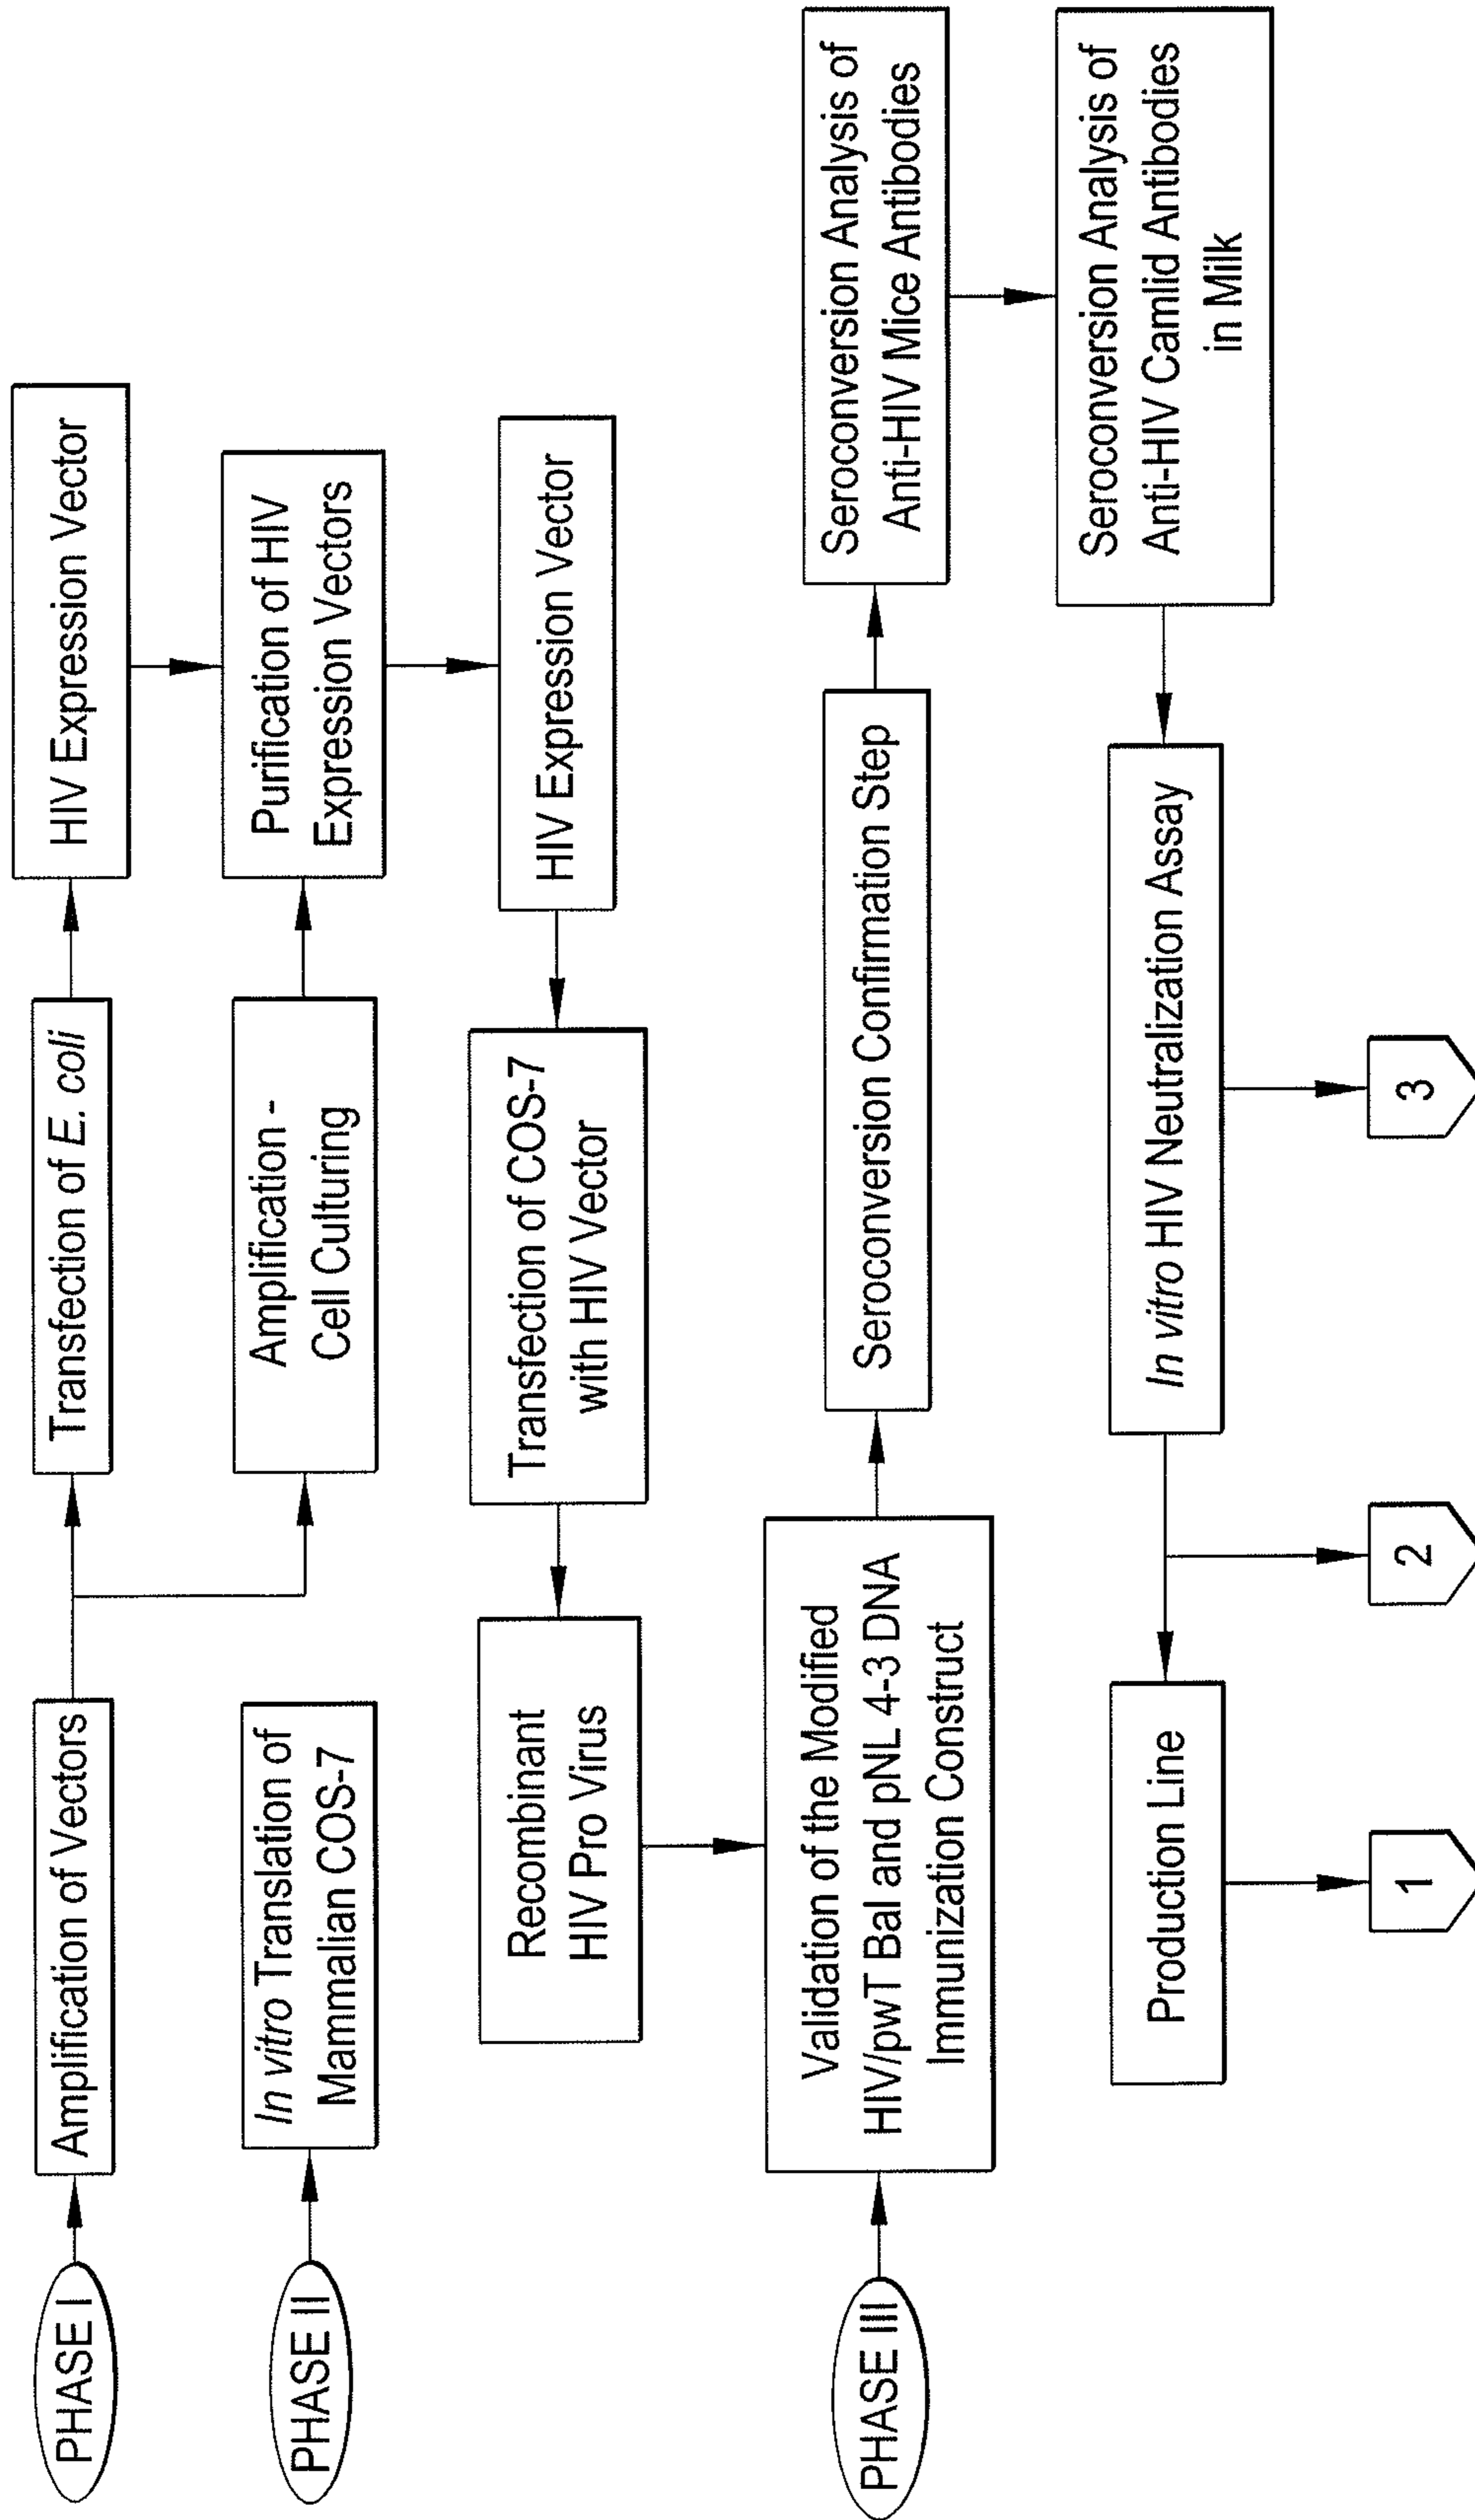 PHASE I
Amplification of Vectors
Transfection of E. coli
HIV Expression Vector
Amplification -
Cell Culturing
Purification of HIV
Expression Vectors
PHASE II
In vitro Translation of
Mammalian COS-7
HIV Expression Vector
Transfection of COS-7
with HIV Vector
Recombinant
HIV Pro Virus
PHASE III
Validation of the Modified
HIV/pwT Bal and pNL 4-3 DNA
Immunization Construct
Seroconversion Confirmation Step
Seroconversion Analysis of
Anti-HIV Mice Antibodies
Seroconversion Analysis of
Anti-HIV Camlid Antibodies
in Milk
In vitro HIV Neutralization Assay
Production Line
1
2
3